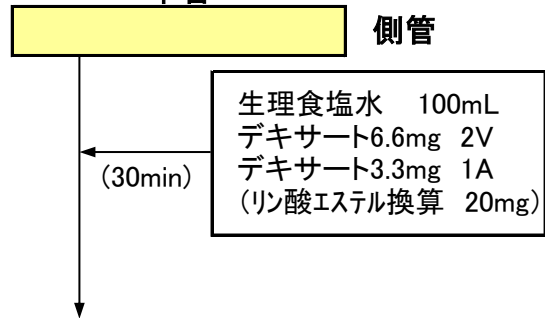 側管
生理食塩水 100mL
デキサート6.6mg 2V
デキサート3.3mg 1A
(リン酸エステル換算 20mg)
(30min)